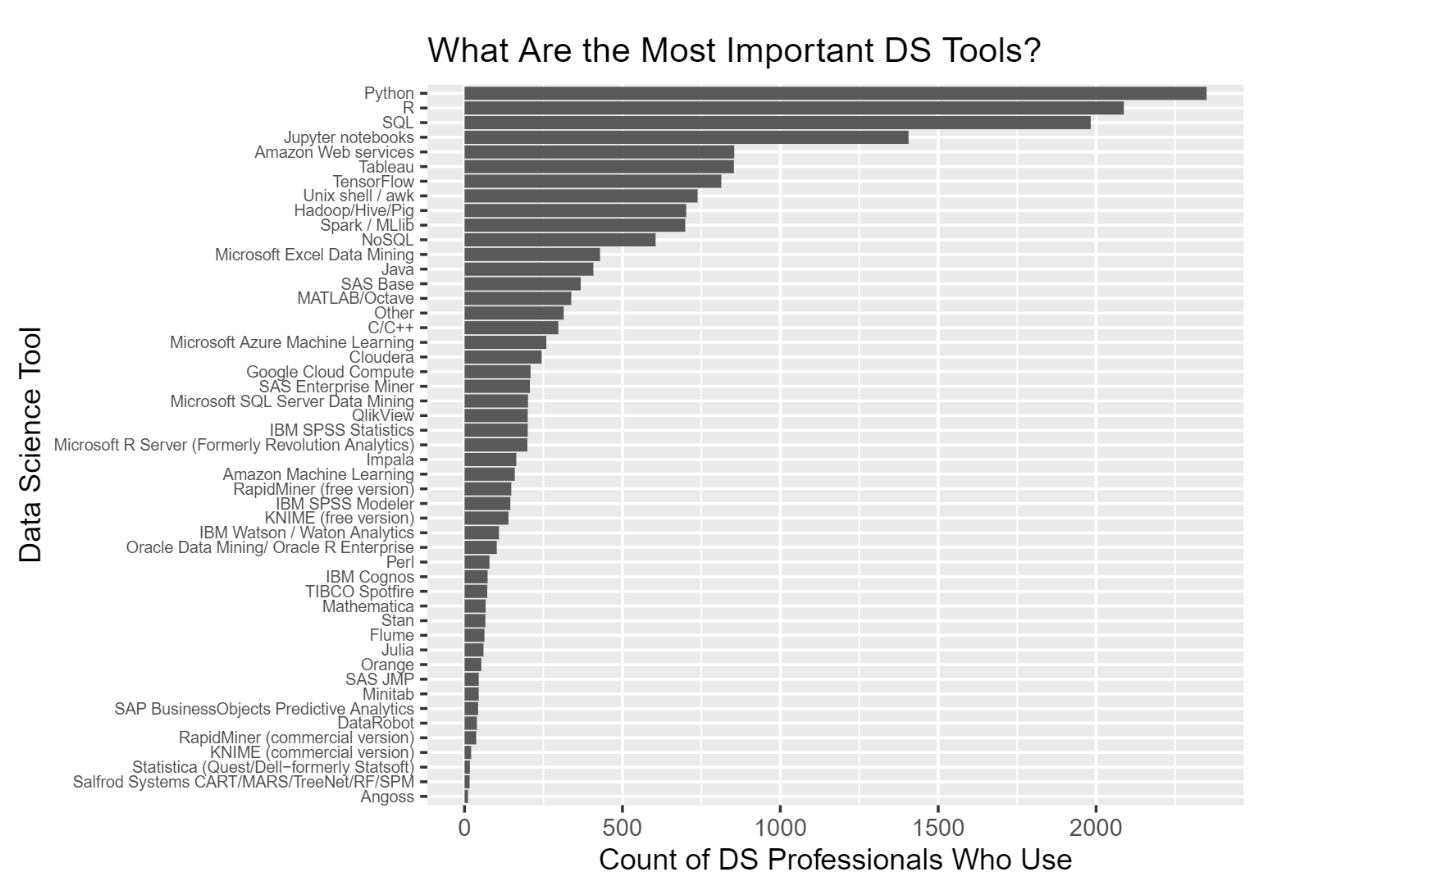 What Are the Most Important DS Tools?
Python
R
SQL
Jupyter notebooks
Amazon Web services
Tableau
TensorFlow
Unix shell / awk
Hadoop/Hive/Pig
Spark / MLlib
NoSQL
Microsoft Excel Data Mining
Java
SAS Base
MATLAB/Octave
Other
C/C++
Microsoft Azure Machine Learning
Cloudera
Google Cloud Compute
SAS Enterprise Miner
Microsoft SQL Server Data Mining
QlikView
IBM SPSS Statistics
Microsoft R Server (Formerly Revolution Analytics)
Impala
Amazon Machine Learning
RapidMiner (free version)
IBM SPSS Modeler
KNIME (free version)
IBM Watson / Waton Analytics
Oracle Data Mining/ Oracle R Enterprise
Perl
IBM Cognos
TIBCO Spotfire
Mathematica
Stan
Flume
Julia
Orange
SAS JMP
Minitab
SAP BusinessObjects Predictive Analytics
DataRobot
RapidMiner (commercial version)
KNIME (commercial version)
Statistica (Quest/Dell−formerly Statsoft)
Salfrod Systems CART/MARS/TreeNet/RF/SPM
Angoss
Data Science Tool
0 500 1000 1500 2000
Count of DS Professionals Who Use